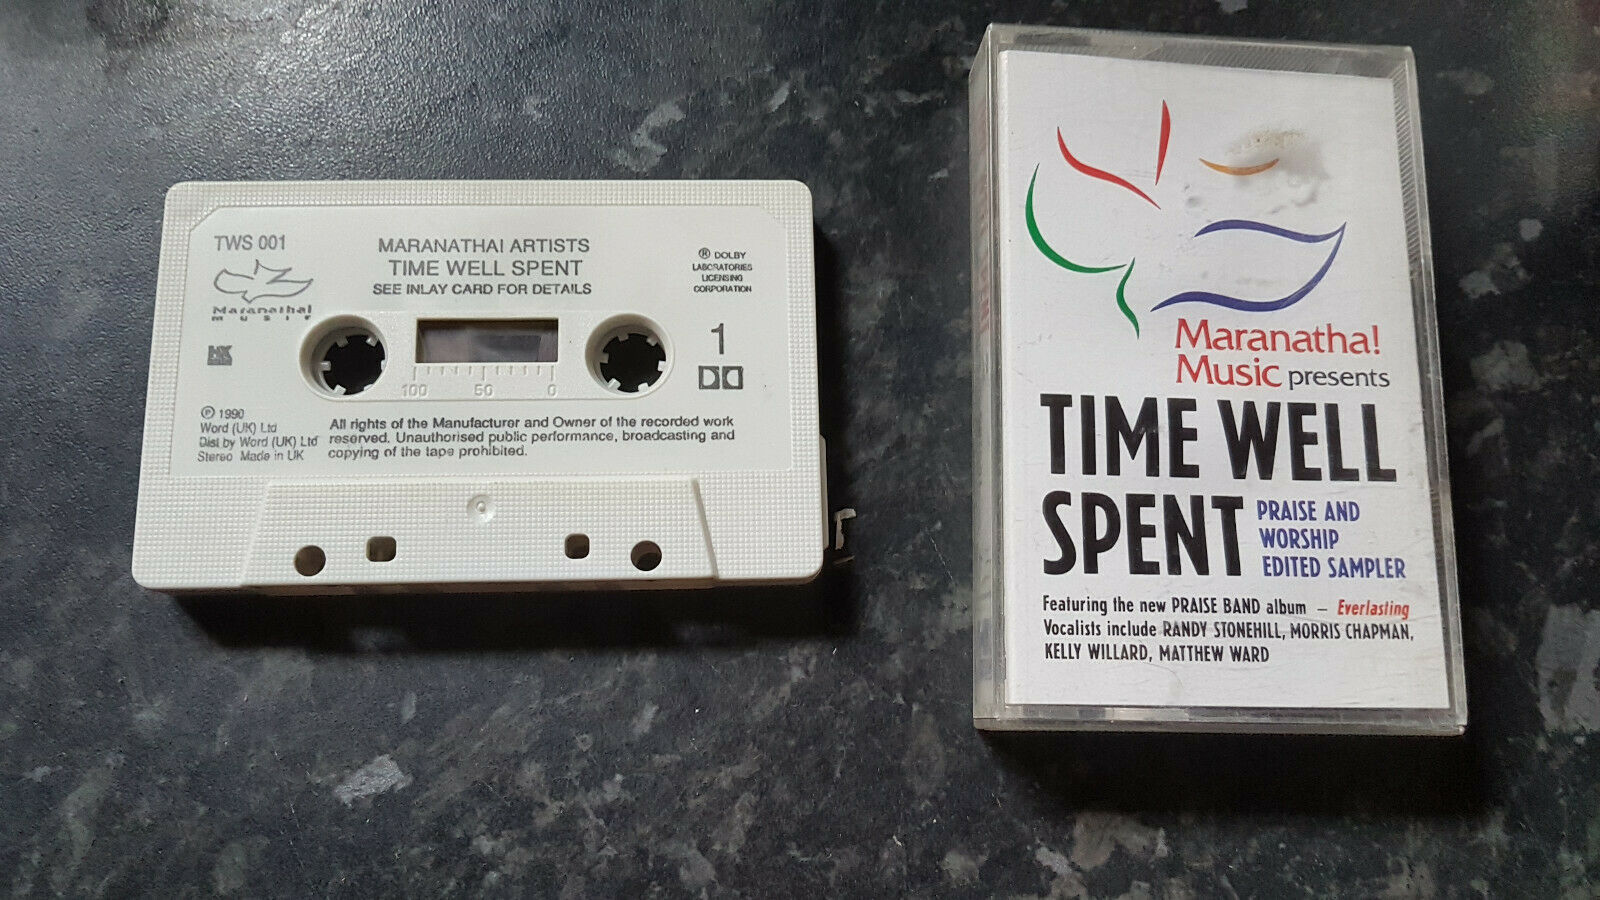 TWS 001
Maranatha!
MUSIC
MARANATHA! ARTISTS
TIME WELL SPENT
SEE INLAY CARD FOR DETAILS
® DOLBY
LABORATORIES
LICENSING
CORPORATION
1
100 50 0
℗ 1990
Word (UK) Ltd
Dist by Word (UK) Ltd
Stereo Made in UK
All rights of the Manufacturer and Owner of the recorded work
reserved. Unauthorised public performance, broadcasting and
copying of the tape prohibited.
Maranatha!
Music presents
TIME WELL
SPENT
PRAISE AND
WORSHIP
EDITED SAMPLER
Featuring the new PRAISE BAND album – Everlasting
Vocalists include RANDY STONEHILL, MORRIS CHAPMAN,
KELLY WILLARD, MATTHEW WARD